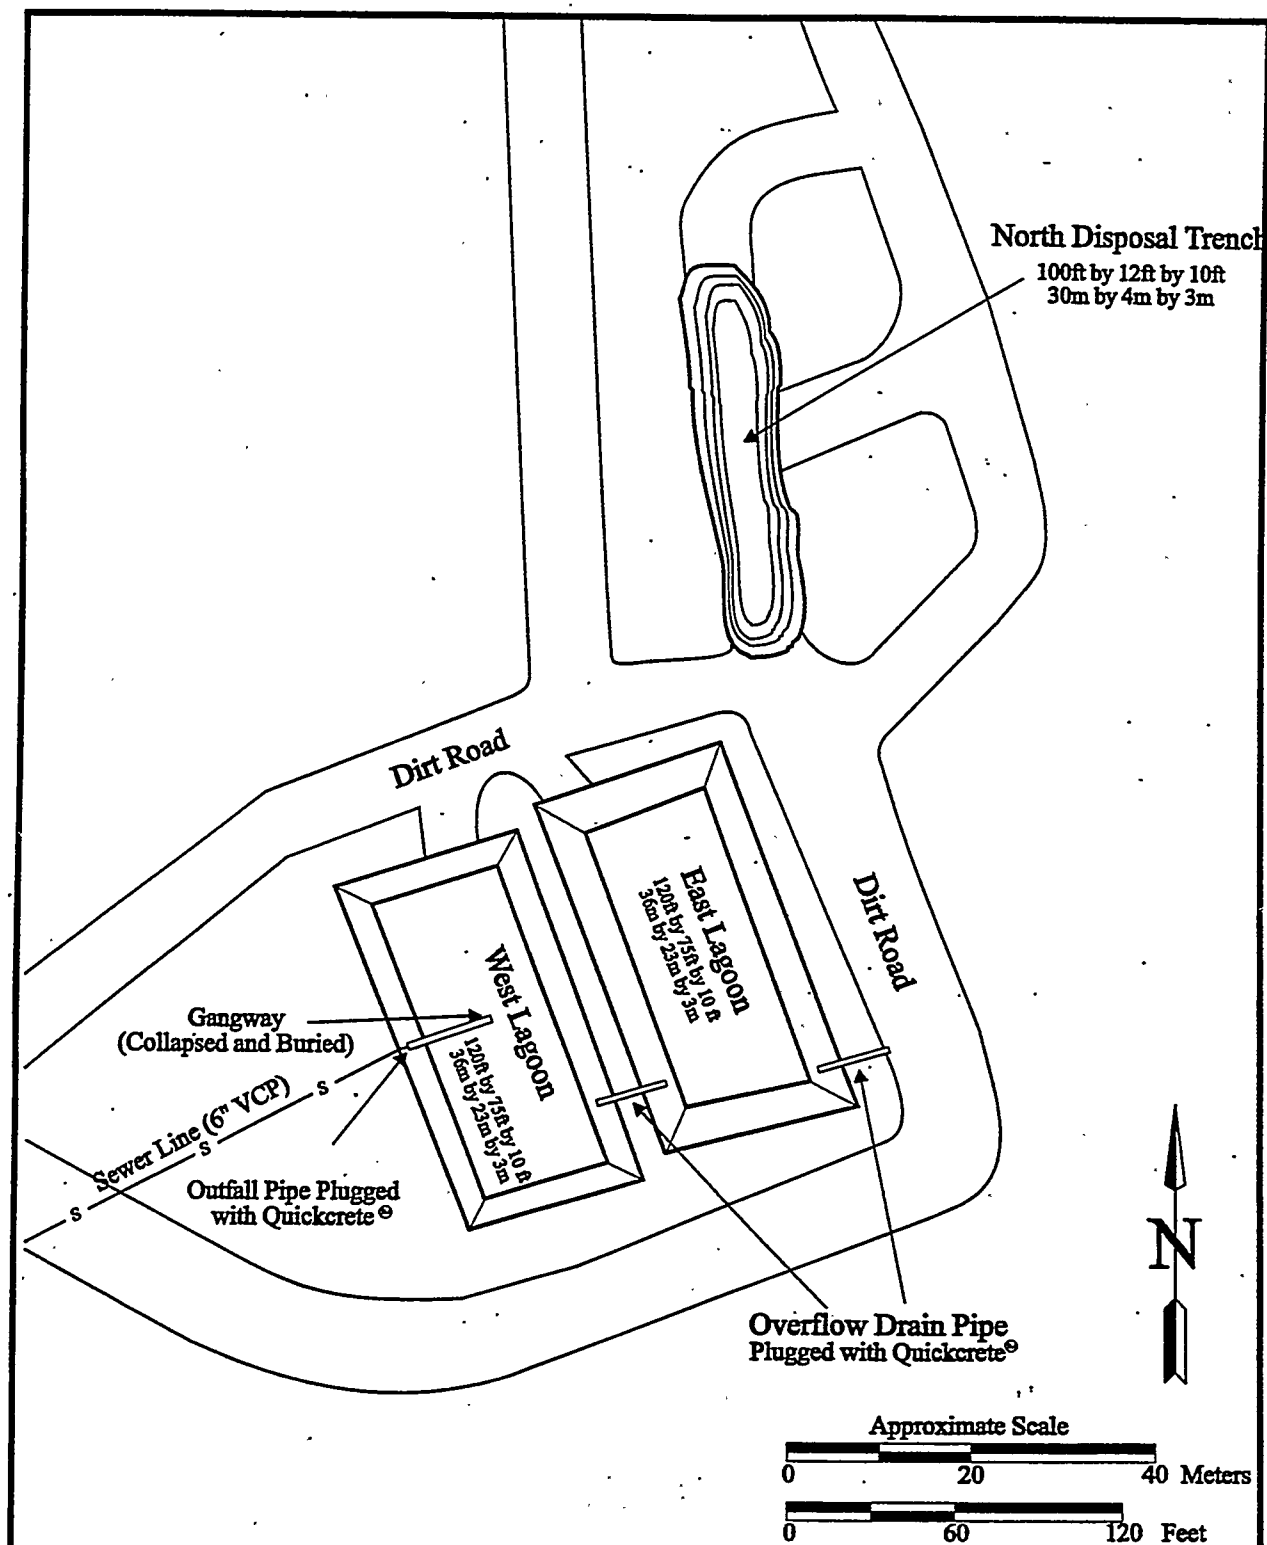 North Disposal Trench
100ft by 12ft by 10ft
30m by 4m by 3m
Dirt Road
Dirt Road
East Lagoon
120ft by 75ft by 10 ft
36m by 23m by 3m
West Lagoon
120ft by 75ft by 10 ft
36m by 23m by 3m
Gangway
(Collapsed and Buried)
Sewer Line (6" VCP)
S
S
S
Outfall Pipe Plugged
with Quickcrete®
Overflow Drain Pipe
Plugged with Quickcrete®
N
Approximate Scale
0 20 40 Meters
0 60 120 Feet